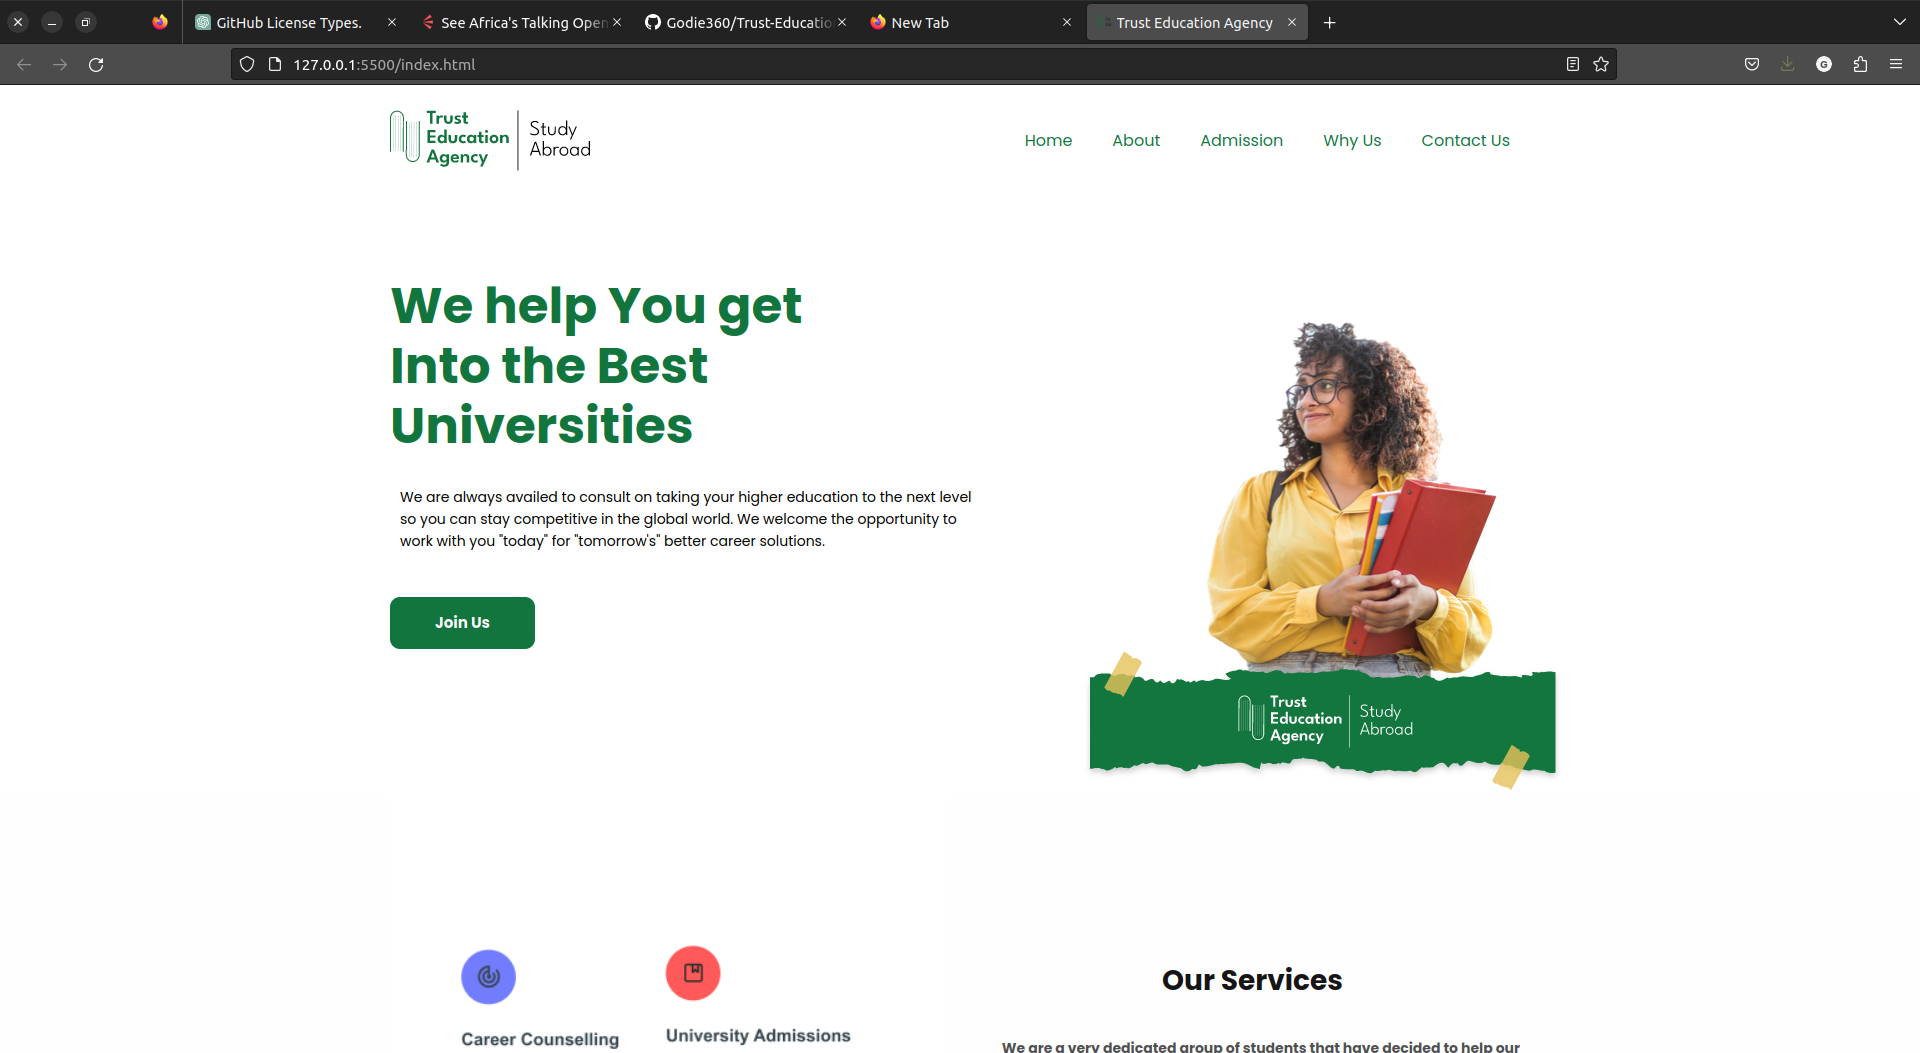 GitHub License Types.
See Africa's Talking Open
Godie360/Trust-Educatio
New Tab
Trust Education Agency
127.0.0.1:5500/index.html
G
Trust
Education
Agency
Study
Abroad
Home
About
Admission
Why Us
Contact Us
We help You get
Into the Best
Universities
We are always availed to consult on taking your higher education to the next level
so you can stay competitive in the global world. We welcome the opportunity to
work with you "today" for "tomorrow's" better career solutions.
Join Us
Trust
Education
Agency
Study
Abroad
Career Counselling
University Admissions
Our Services
We are a very dedicated group of students that have decided to help our